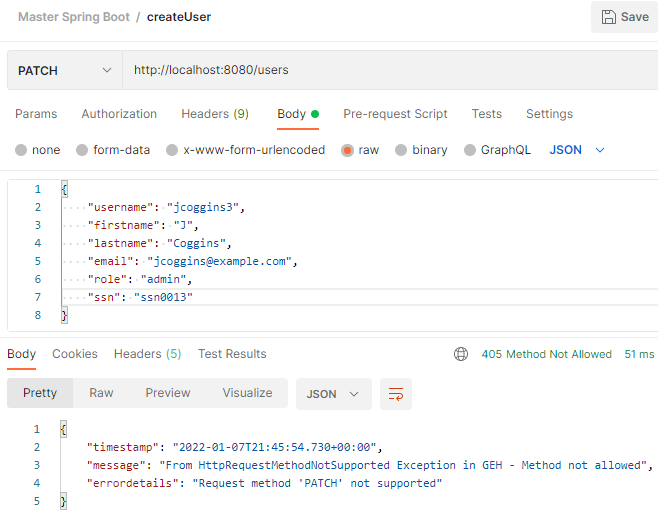 Master Spring Boot / createUser
Save
PATCH http://localhost:8080/users
Params Authorization Headers (9) Body Pre-request Script Tests Settings
none form-data x-www-form-urlencoded raw binary GraphQL JSON
1 {
2 ····"username":·"jcoggins3",
3 ····"firstname":·"J",
4 ····"lastname":·"Coggins",
5 ····"email":·"jcoggins@example.com",
6 ····"role":·"admin",
7 ····"ssn":·"ssn0013"
8 }
Body Cookies Headers (5) Test Results 405 Method Not Allowed 51 ms
Pretty Raw Preview Visualize JSON
1 {
2 "timestamp": "2022-01-07T21:45:54.730+00:00",
3 "message": "From HttpRequestMethodNotSupported Exception in GEH - Method not allowed",
4 "errordetails": "Request method 'PATCH' not supported"
5 }